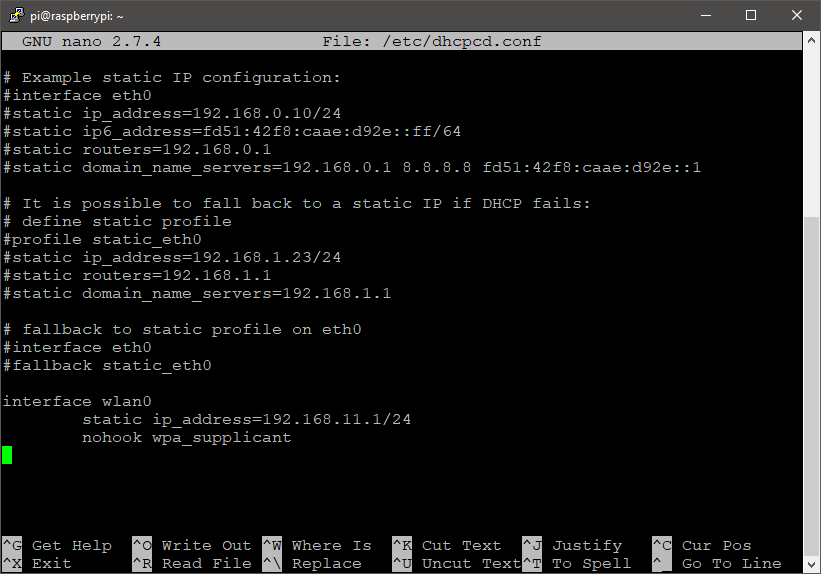 pi@raspberrypi: ~
GNU nano 2.7.4 File: /etc/dhcpcd.conf
# Example static IP configuration:
#interface eth0
#static ip_address=192.168.0.10/24
#static ip6_address=fd51:42f8:caae:d92e::ff/64
#static routers=192.168.0.1
#static domain_name_servers=192.168.0.1 8.8.8.8 fd51:42f8:caae:d92e::1
# It is possible to fall back to a static IP if DHCP fails:
# define static profile
#profile static_eth0
#static ip_address=192.168.1.23/24
#static routers=192.168.1.1
#static domain_name_servers=192.168.1.1
# fallback to static profile on eth0
#interface eth0
#fallback static_eth0
interface wlan0
static ip_address=192.168.11.1/24
nohook wpa_supplicant
^G Get Help ^O Write Out ^W Where Is ^K Cut Text ^J Justify ^C Cur Pos
^X Exit ^R Read File ^\ Replace ^U Uncut Text ^T To Spell ^_ Go To Line